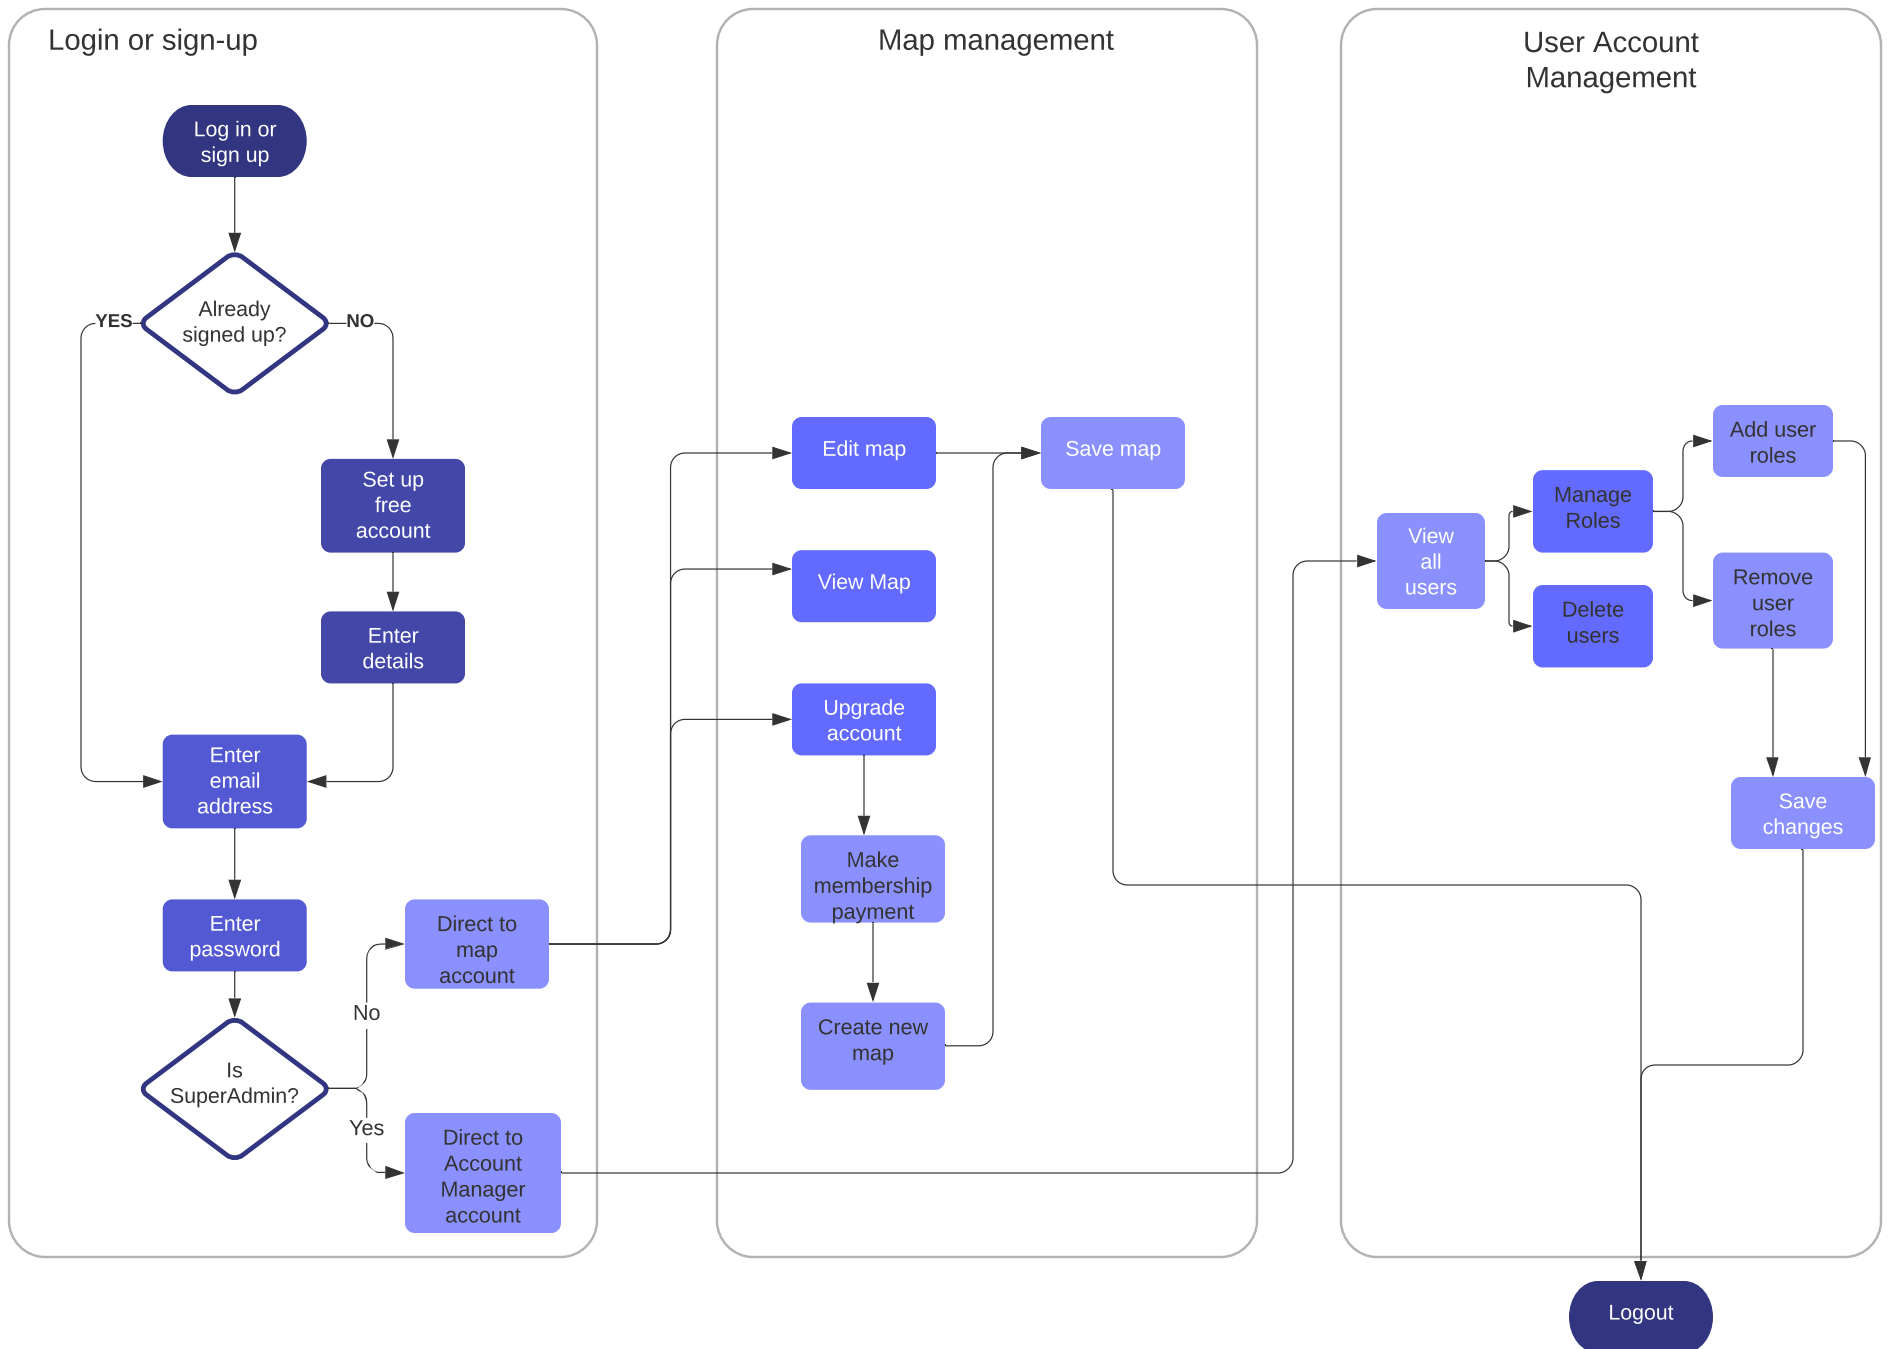 Login or sign-up
Log in or
sign up
Already
signed up?
YES
NO
Set up
free
account
Enter
details
Enter
email
address
Enter
password
Is
SuperAdmin?
No
Yes
Direct to
map
account
Direct to
Account
Manager
account
Map management
Edit map
Save map
View Map
Upgrade
account
Make
membership
payment
Create new
map
User Account
Management
View
all
users
Manage
Roles
Delete
users
Add user
roles
Remove
user
roles
Save
changes
Logout